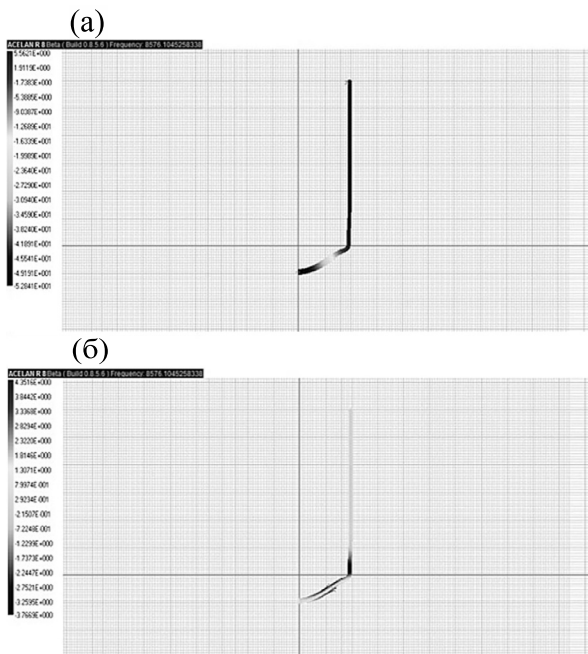 (а)
ACELAN R 8 Beta ( Build 0.8.5.6 ) Frequency: 8576.1045258338
5.5621E+000
1.9119E+000
-1.7383E+000
-5.3885E+000
-9.0387E+000
-1.2689E+001
-1.6339E+001
-1.9989E+001
-2.3640E+001
-2.7290E+001
-3.0940E+001
-3.4590E+001
-3.8240E+001
-4.1891E+001
-4.5541E+001
-4.9191E+001
-5.2841E+001
(б)
ACELAN R 8 Beta ( Build 0.8.5.6 ) Frequency: 8576.1045258338
4.3516E+000
3.8442E+000
3.3368E+000
2.8294E+000
2.3220E+000
1.8146E+000
1.3071E+000
7.9974E-001
2.9234E-001
-2.1507E-001
-7.2248E-001
-1.2299E+000
-1.7373E+000
-2.2447E+000
-2.7521E+000
-3.2595E+000
-3.7669E+000